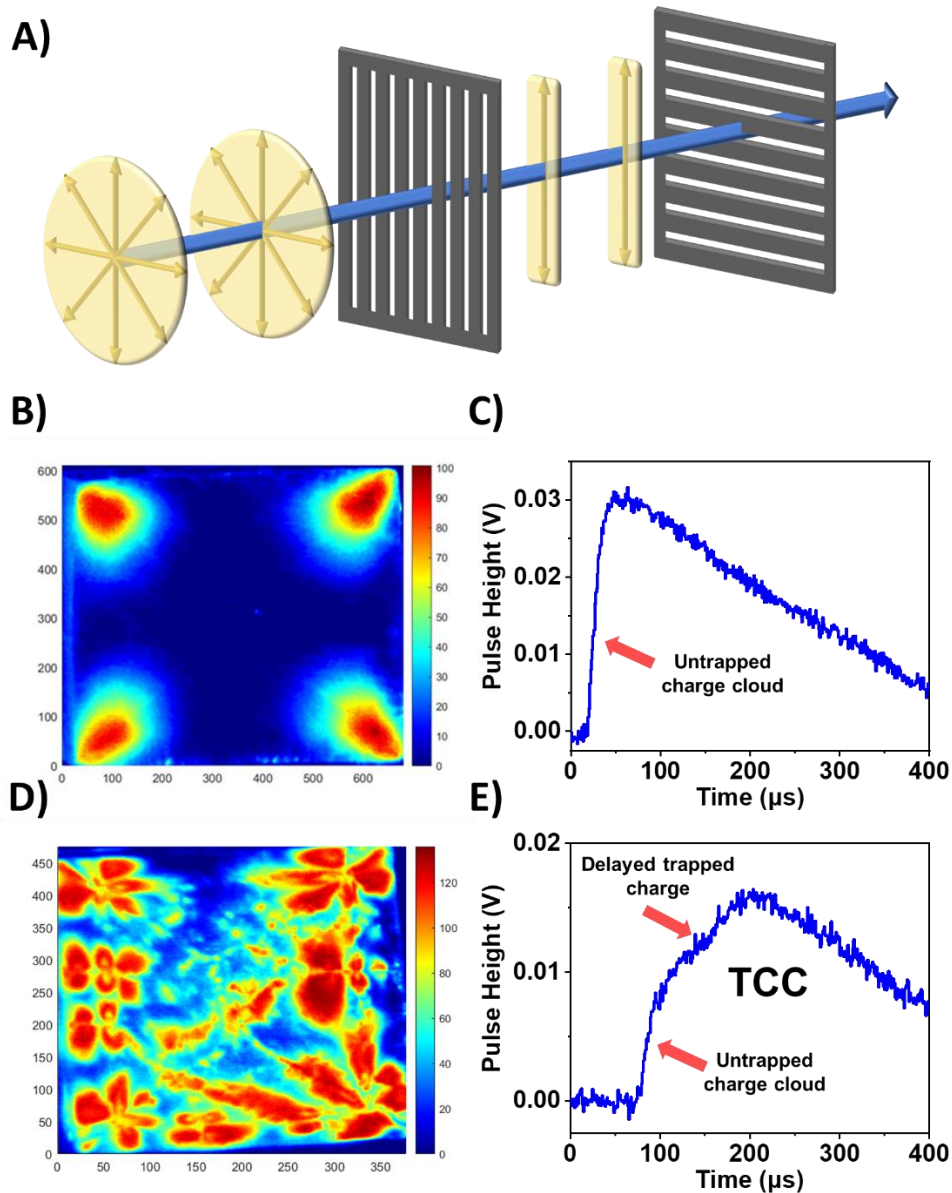 A)
B)
600
500
400
300
200
100
0
0 100 200 300 400 500 600
100
90
80
70
60
50
40
30
20
10
0
C)
Pulse Height (V)
0.03
0.02
0.01
0.00
Untrapped
charge cloud
0 100 200 300 400
Time (µs)
D)
450
400
350
300
250
200
150
100
50
0
0 50 100 150 200 250 300 350
120
100
80
60
40
20
0
E)
Pulse Height (V)
0.02
0.01
0.00
Delayed trapped
charge
TCC
Untrapped
charge cloud
0 100 200 300 400
Time (µs)